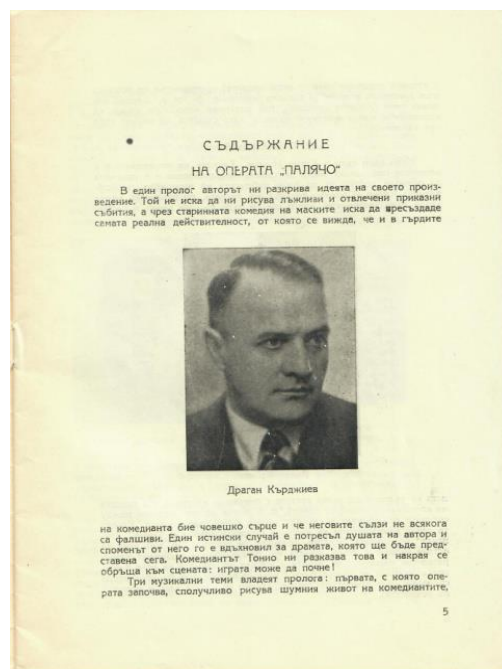 СЪДЪРЖАНИЕ
НА ОПЕРАТА „ПАЛЯЧО“
В един пролог авторът ни разкрива идеята на своето произ-
ведение. Той не иска да ни рисува лъжливи и отвлечени приказни
събития, а чрез старинната комедия на маските иска да пресъздаде
самата реална действителност, от която се вижда, че и в гърдите
Драган Кърджиев
на комедианта бие човешко сърце и че неговите сълзи не всякога
са фалшиви. Един истински случай е потресъл душата на автора и
споменът от него го е вдъхновил за драмата, която ще бъде пред-
ставена сега. Комедиантът Тонио ни разказва това и накрая се
обръща към сцената: играта може да почне!
Три музикални теми владеят пролога: първата, с която опе-
рата започва, сполучливо рисува шумния живот на комедиантите,
5